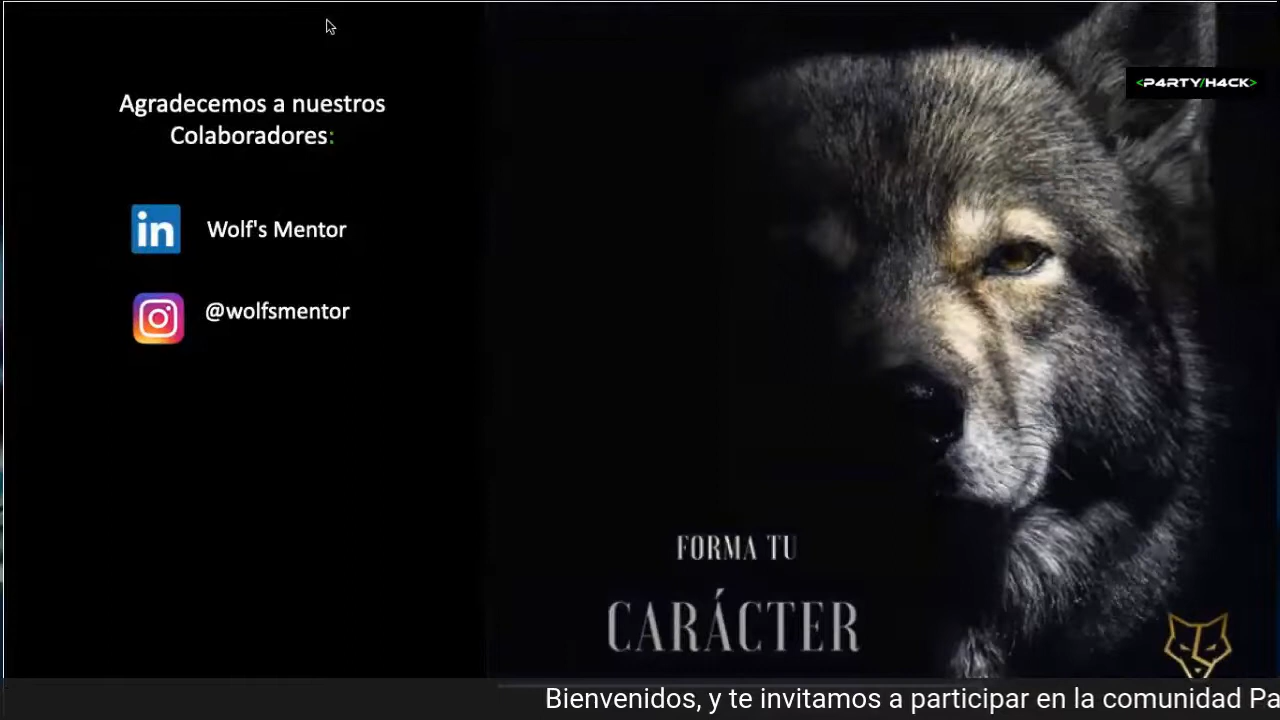 Agradecemos a nuestros
Colaboradores:
<P4RTY/H4CK>
in Wolf's Mentor
@wolfsmentor
FORMA TU
CARÁCTER
Bienvenidos, y te invitamos a participar en la comunidad Pa